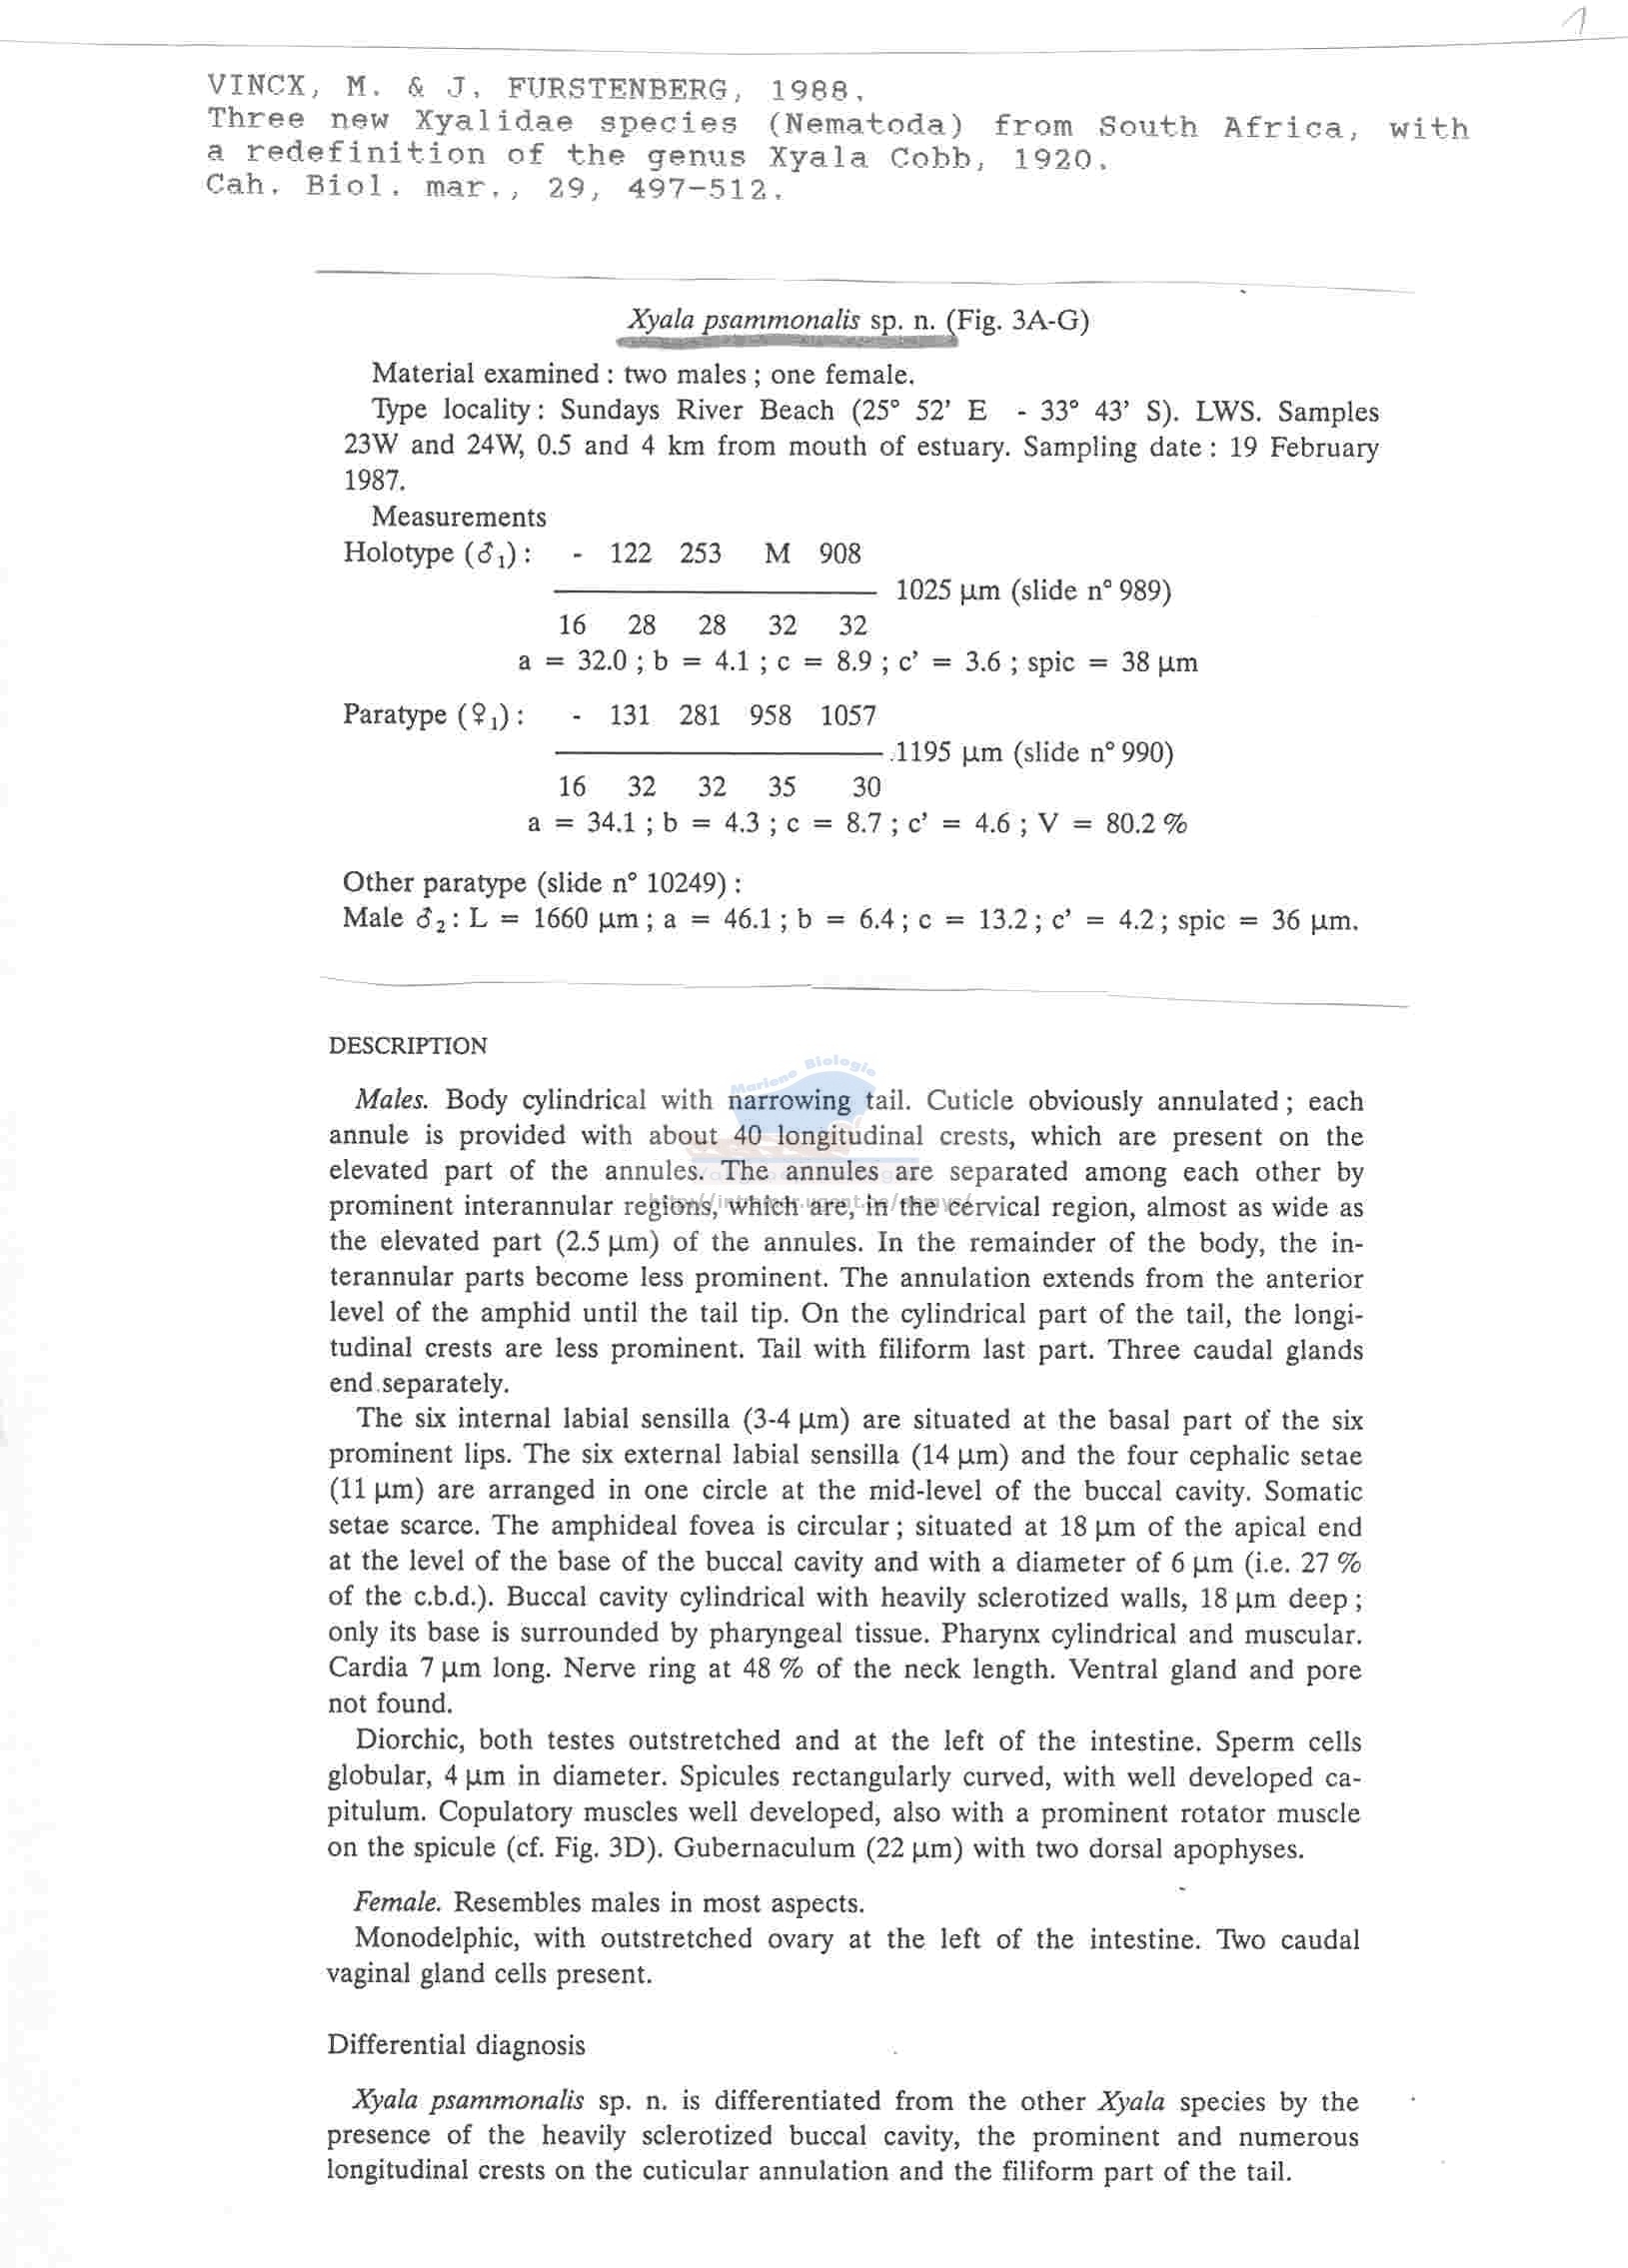 1
VINCX, M. & J. FURSTENBERG, 1988.
Three new Xyalidae species (Nematoda) from South Africa, with
a redefinition of the genus Xyala Cobb, 1920.
Cah. Biol. mar., 29, 497-512.
Xyala psammonalis sp. n. (Fig. 3A-G)
Material examined : two males ; one female.
Type locality : Sundays River Beach (25° 52' E - 33° 43' S). LWS. Samples
23W and 24W, 0.5 and 4 km from mouth of estuary. Sampling date : 19 February
1987.
Measurements
Holotype (♂1) : - 122 253 M 908
1025 µm (slide n° 989)
16 28 28 32 32
a = 32.0 ; b = 4.1 ; c = 8.9 ; c' = 3.6 ; spic = 38 µm
Paratype (♀1) : - 131 281 958 1057
1195 µm (slide n° 990)
16 32 32 35 30
a = 34.1 ; b = 4.3 ; c = 8.7 ; c' = 4.6 ; V = 80.2 %
Other paratype (slide n° 10249) :
Male ♂2 : L = 1660 µm ; a = 46.1 ; b = 6.4 ; c = 13.2 ; c' = 4.2 ; spic = 36 µm.
DESCRIPTION
Mariene Biologie
Males. Body cylindrical with narrowing tail. Cuticle obviously annulated ; each
annule is provided with about 40 longitudinal crests, which are present on the
elevated part of the annules. The annules are separated among each other by
prominent interannular regions, which are, in the cervical region, almost as wide as
the elevated part (2.5 µm) of the annules. In the remainder of the body, the in-
terannular parts become less prominent. The annulation extends from the anterior
level of the amphid until the tail tip. On the cylindrical part of the tail, the longi-
tudinal crests are less prominent. Tail with filiform last part. Three caudal glands
end separately.
The six internal labial sensilla (3-4 µm) are situated at the basal part of the six
prominent lips. The six external labial sensilla (14 µm) and the four cephalic setae
(11 µm) are arranged in one circle at the mid-level of the buccal cavity. Somatic
setae scarce. The amphideal fovea is circular ; situated at 18 µm of the apical end
at the level of the base of the buccal cavity and with a diameter of 6 µm (i.e. 27 %
of the c.b.d.). Buccal cavity cylindrical with heavily sclerotized walls, 18 µm deep ;
only its base is surrounded by pharyngeal tissue. Pharynx cylindrical and muscular.
Cardia 7 µm long. Nerve ring at 48 % of the neck length. Ventral gland and pore
not found.
Diorchic, both testes outstretched and at the left of the intestine. Sperm cells
globular, 4 µm in diameter. Spicules rectangularly curved, with well developed ca-
pitulum. Copulatory muscles well developed, also with a prominent rotator muscle
on the spicule (cf. Fig. 3D). Gubernaculum (22 µm) with two dorsal apophyses.
Female. Resembles males in most aspects.
Monodelphic, with outstretched ovary at the left of the intestine. Two caudal
vaginal gland cells present.
Differential diagnosis
Xyala psammonalis sp. n. is differentiated from the other Xyala species by the
presence of the heavily sclerotized buccal cavity, the prominent and numerous
longitudinal crests on the cuticular annulation and the filiform part of the tail.